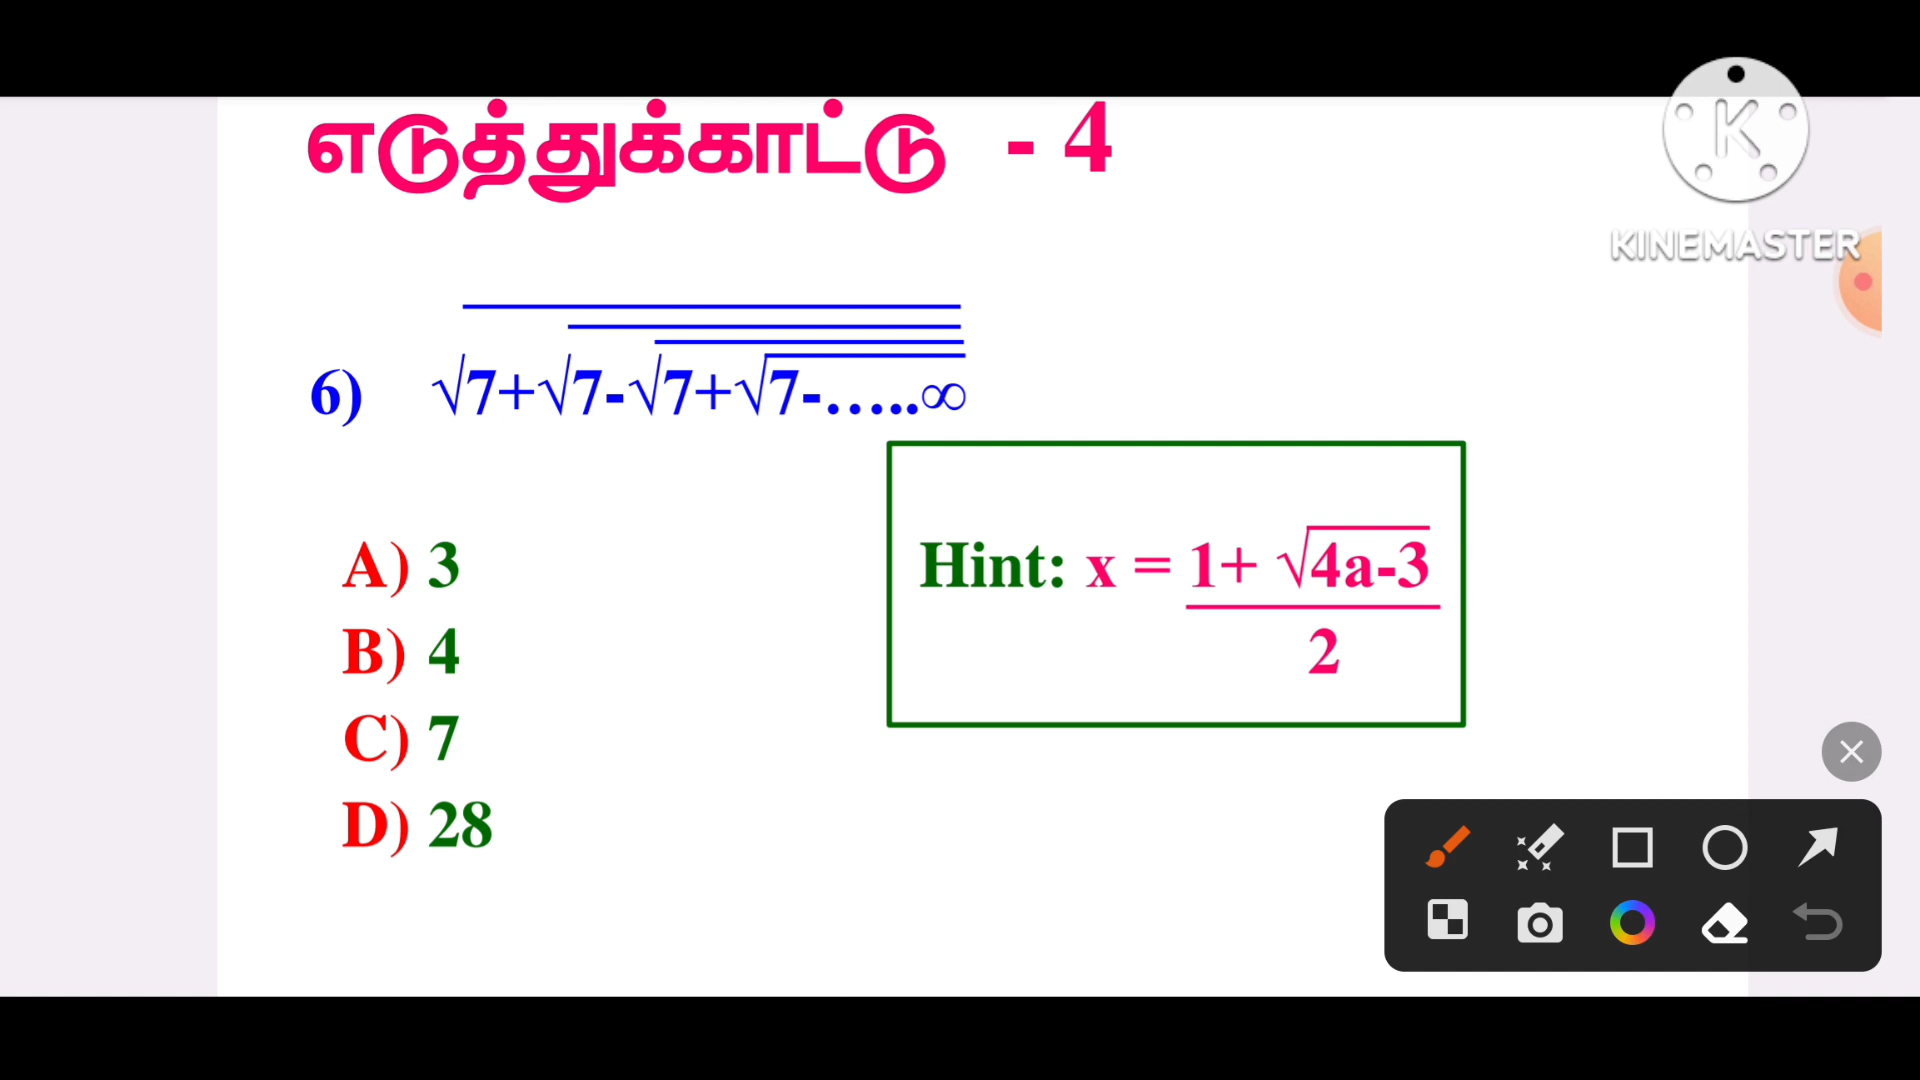 எடுத்துக்காட்டு - 4
K
KINEMASTER
6) √7+√7-√7+√7-…..∞
Hint: x = 1+ √4a-3
2
A) 3
B) 4
C) 7
D) 28